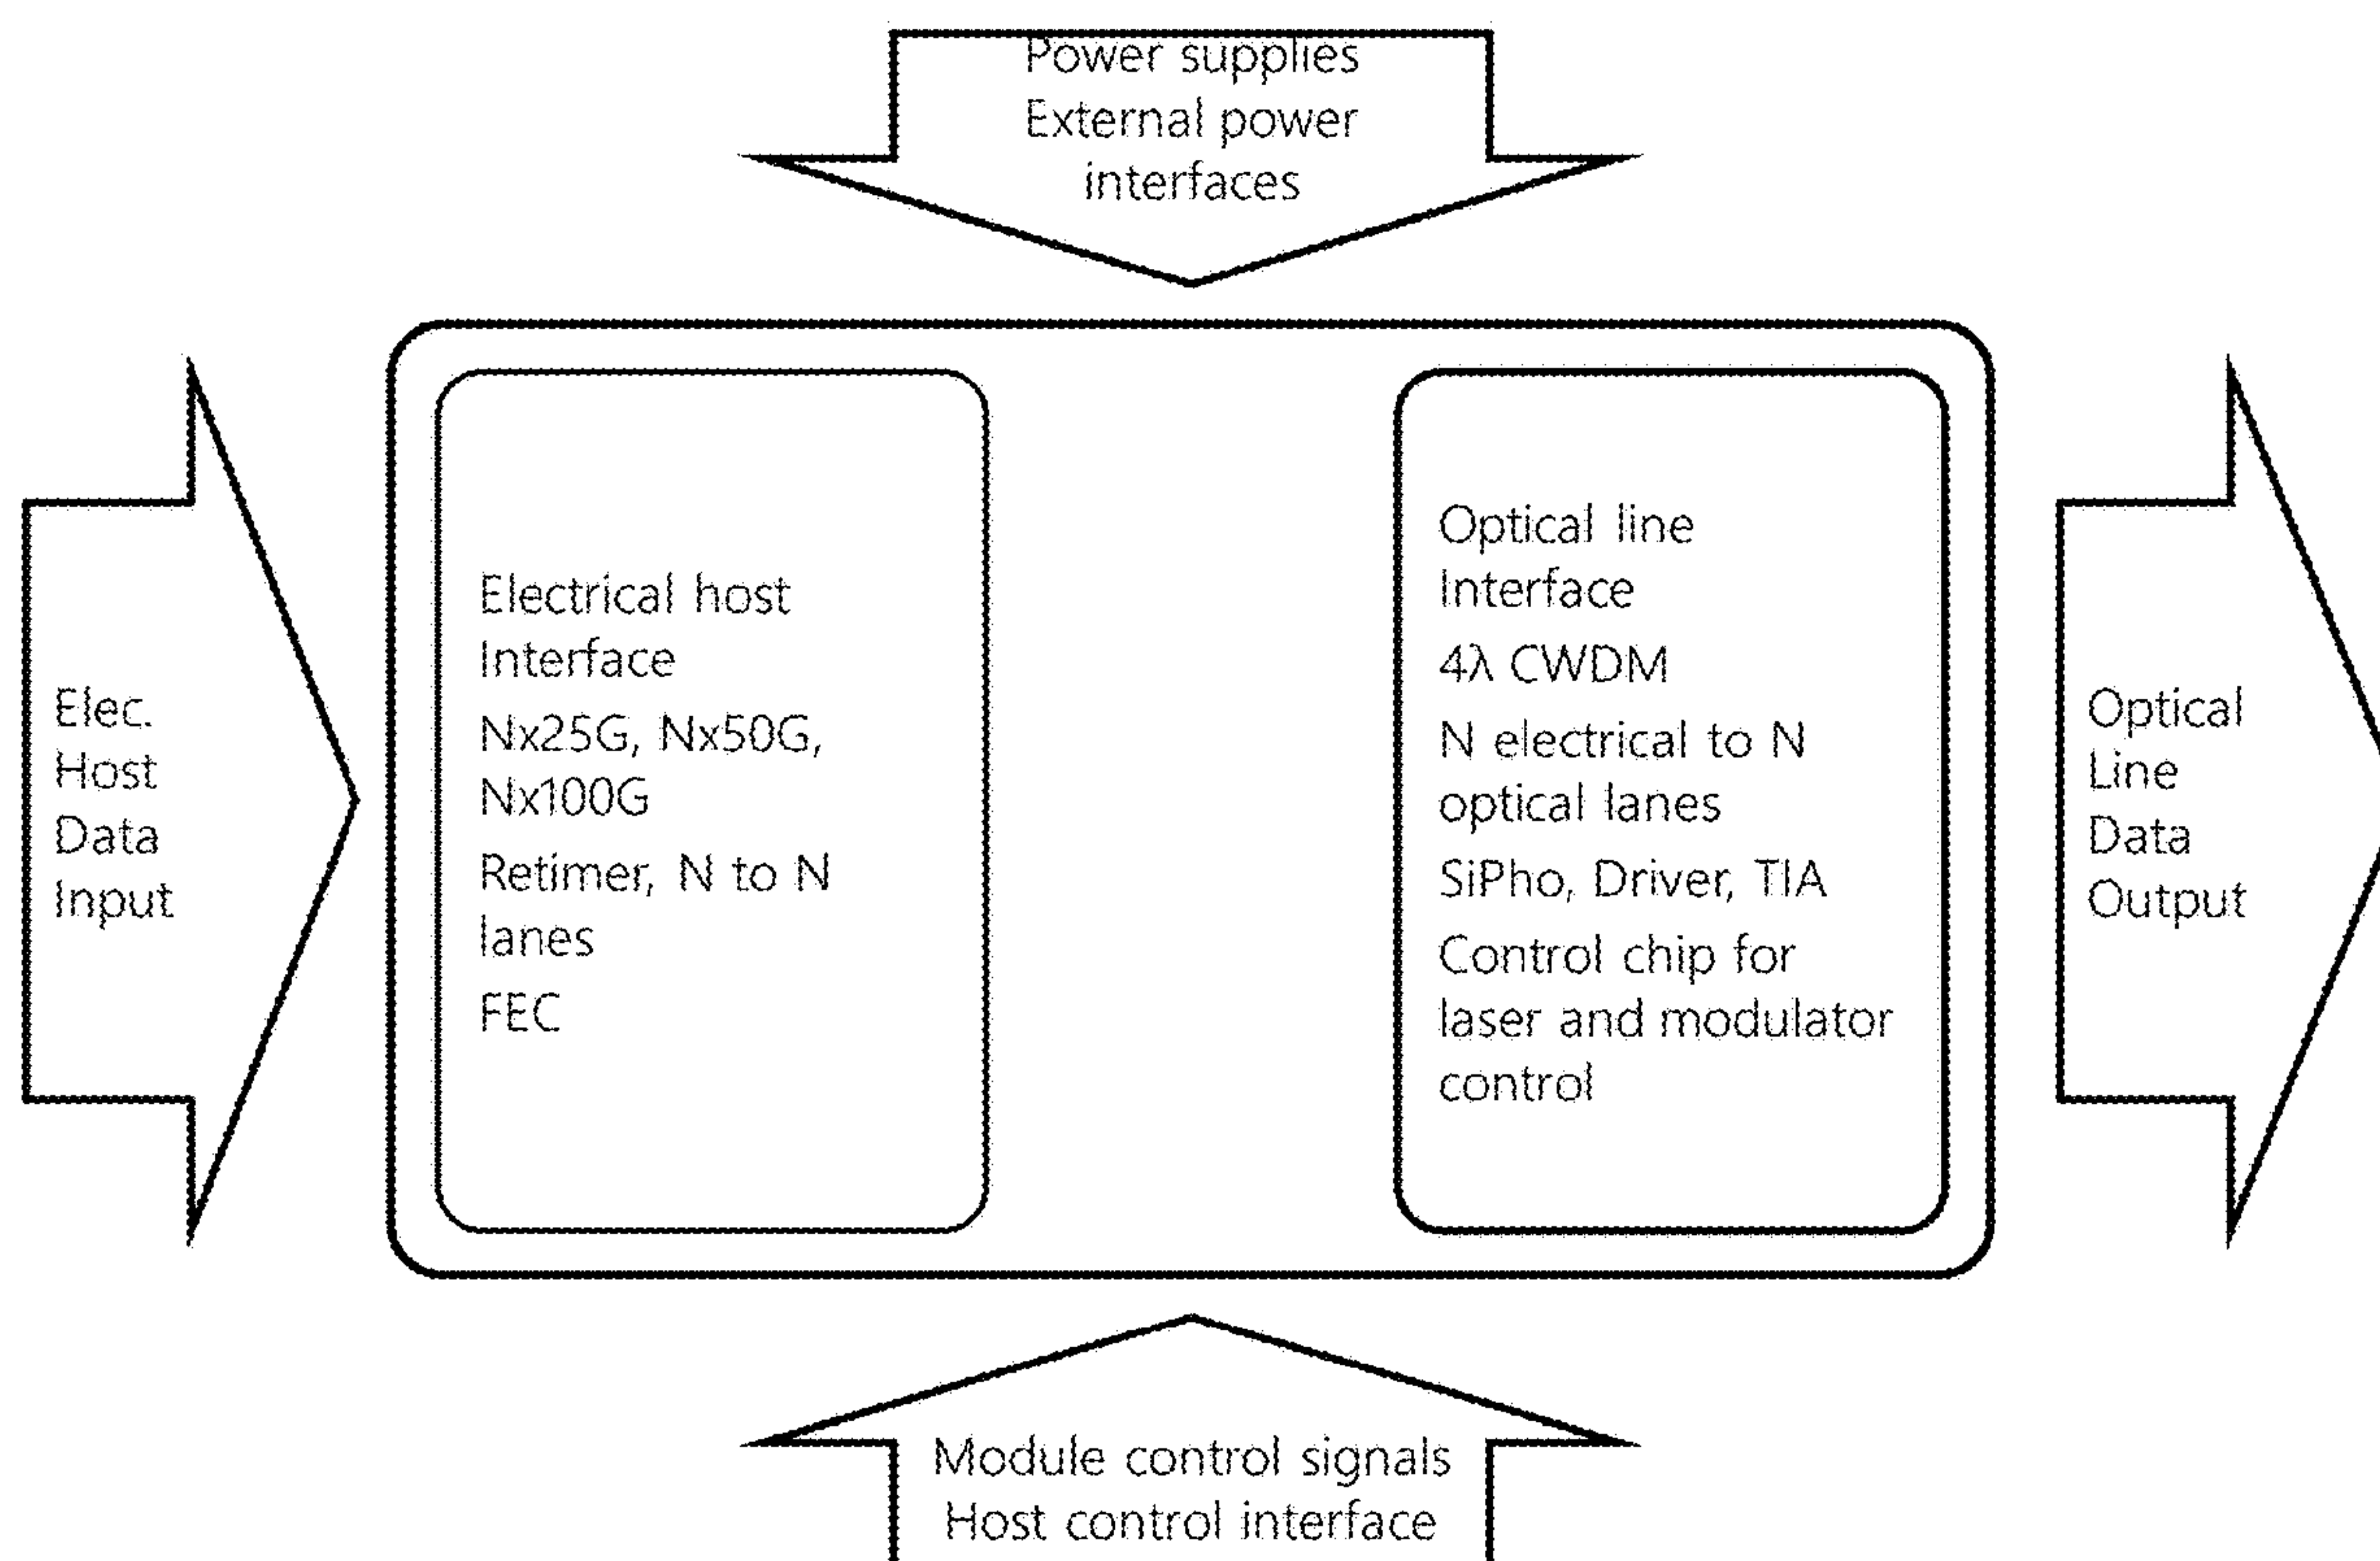 Power supplies
External power
interfaces
Elec.
Host
Data
Input
Electrical host
Interface
Nx25G, Nx50G,
Nx100G
Retimer, N to N
lanes
FEC
Optical line
Interface
4λ CWDM
N electrical to N
optical lanes
SiPho, Driver, TIA
Control chip for
laser and modulator
control
Optical
Line
Data
Output
Module control signals
Host control interface